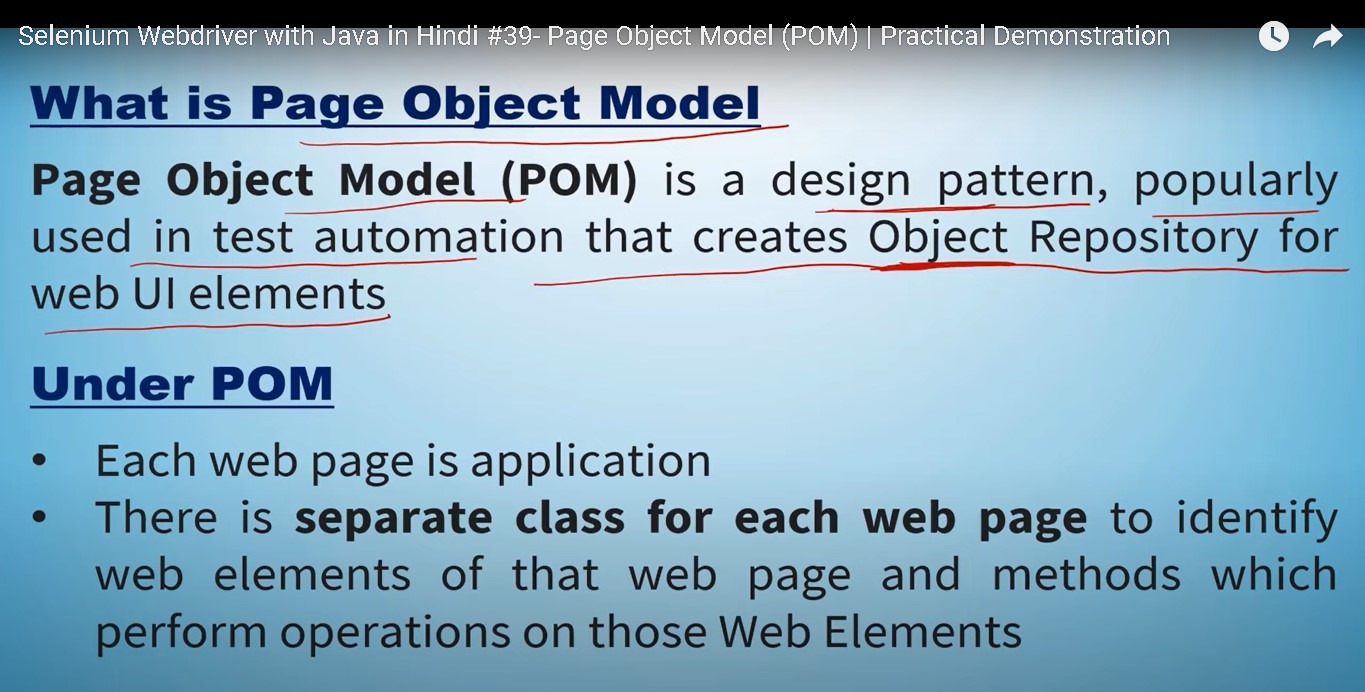 Selenium Webdriver with Java in Hindi #39- Page Object Model (POM) | Practical Demonstration
What is Page Object Model
Page Object Model (POM) is a design pattern, popularly
used in test automation that creates Object Repository for
web UI elements
Under POM
• Each web page is application
• There is separate class for each web page to identify
web elements of that web page and methods which
perform operations on those Web Elements